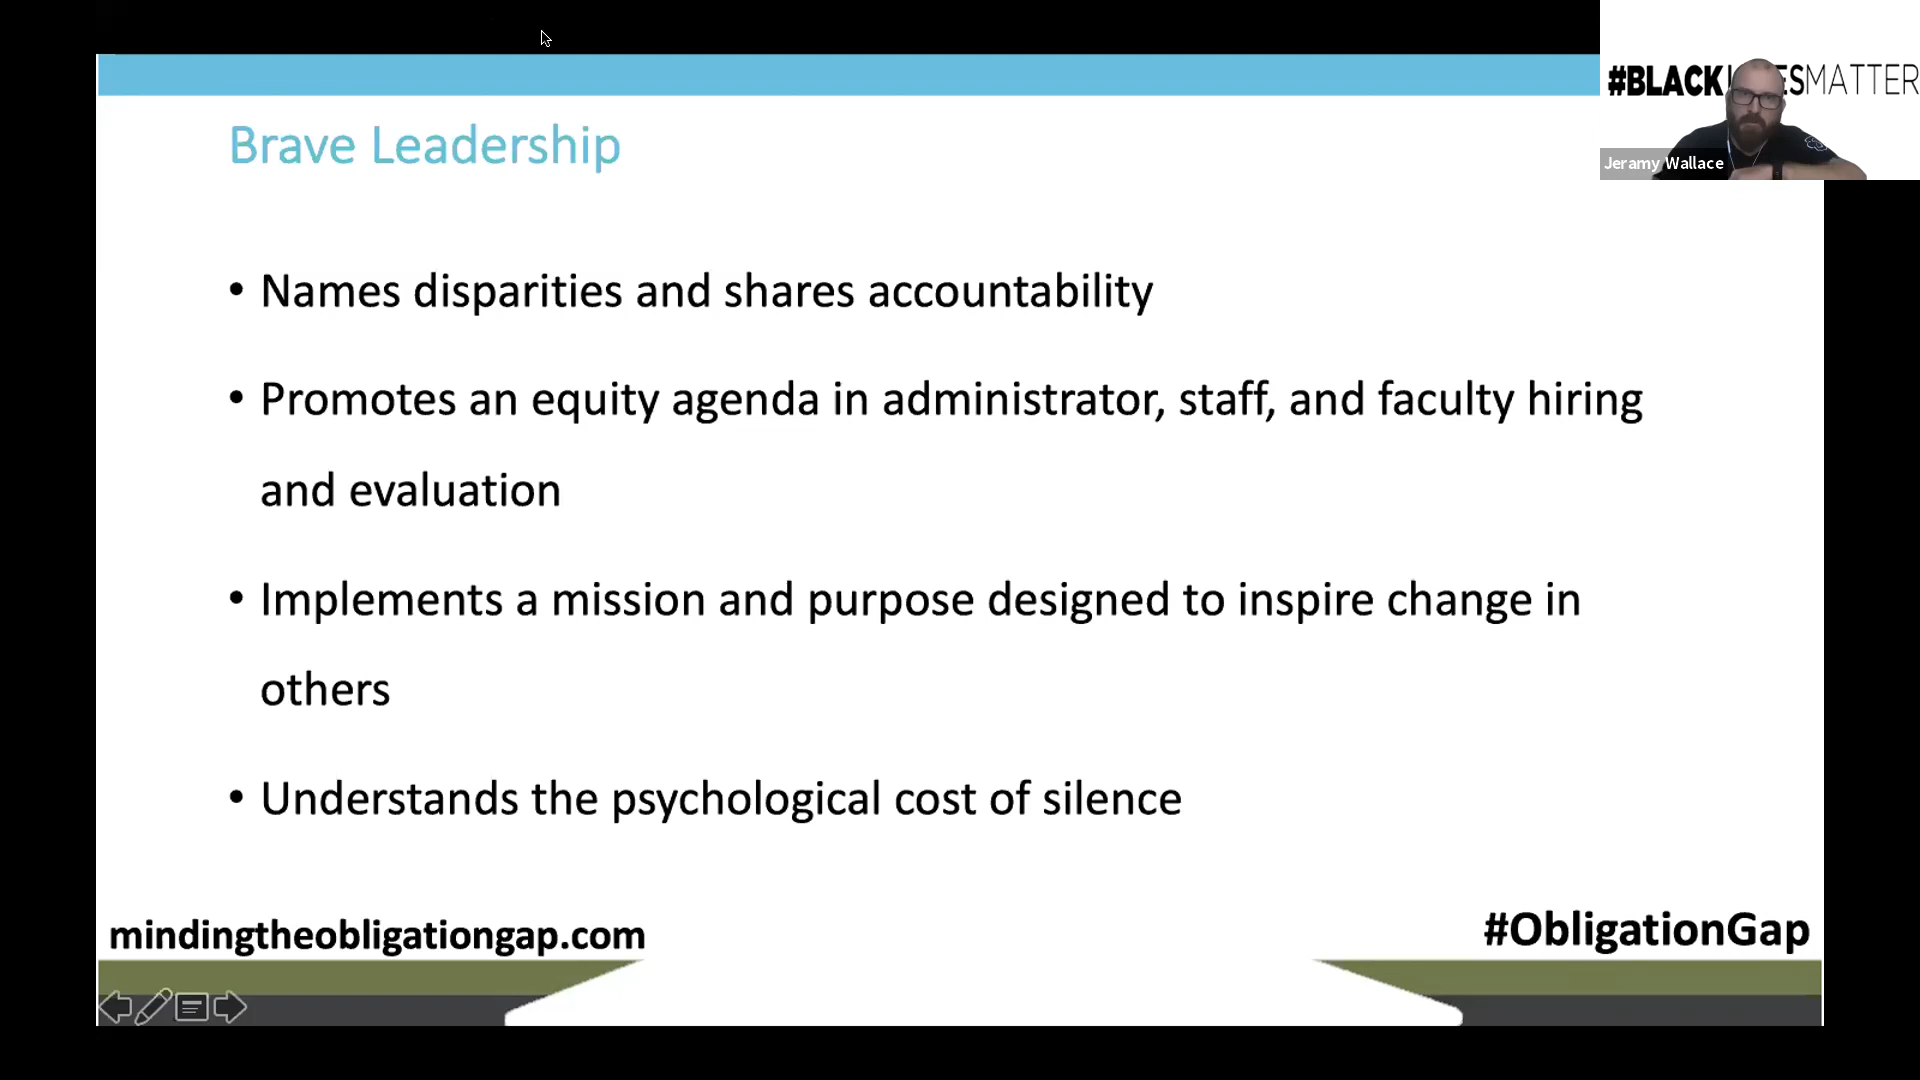 #BLACK ESMATTER
Jeramy Wallace
Brave Leadership
• Names disparities and shares accountability
• Promotes an equity agenda in administrator, staff, and faculty hiring
and evaluation
• Implements a mission and purpose designed to inspire change in
others
• Understands the psychological cost of silence
mindingtheobligationgap.com
#ObligationGap